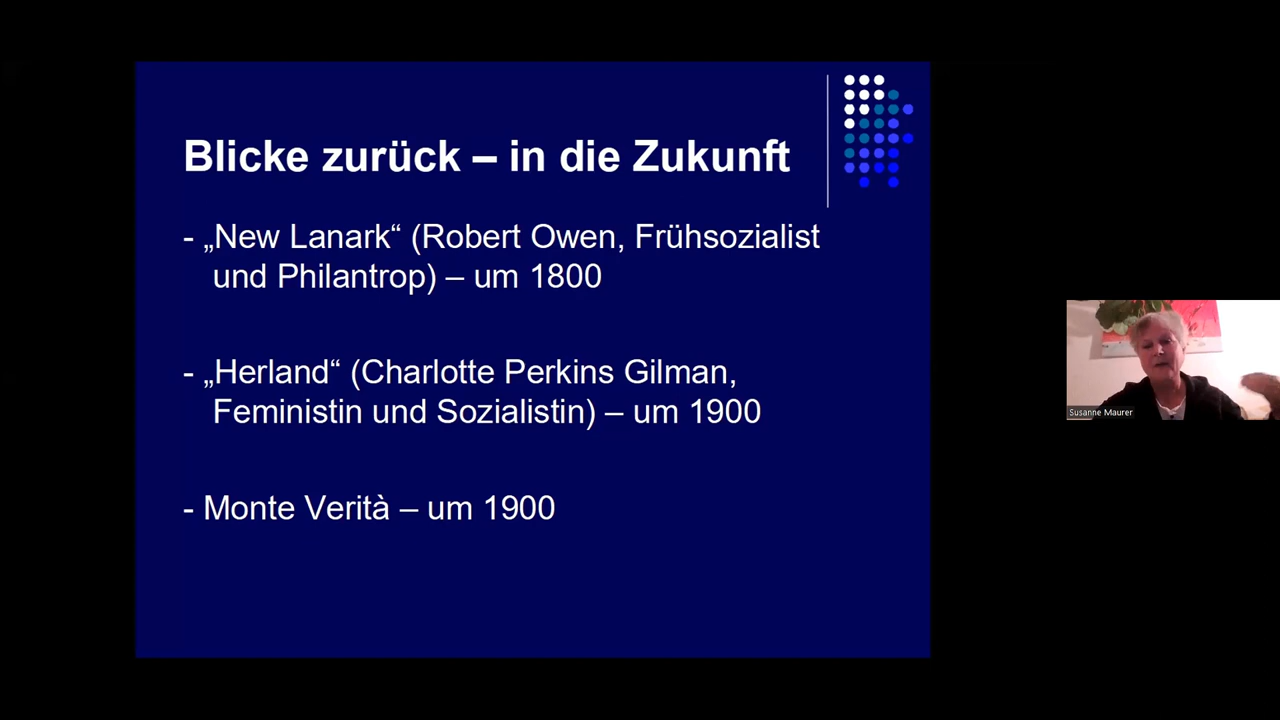 Blicke zurück – in die Zukunft
- „New Lanark“ (Robert Owen, Frühsozialist
und Philantrop) – um 1800
- „Herland“ (Charlotte Perkins Gilman,
Feministin und Sozialistin) – um 1900
- Monte Verità – um 1900
Susanne Maurer